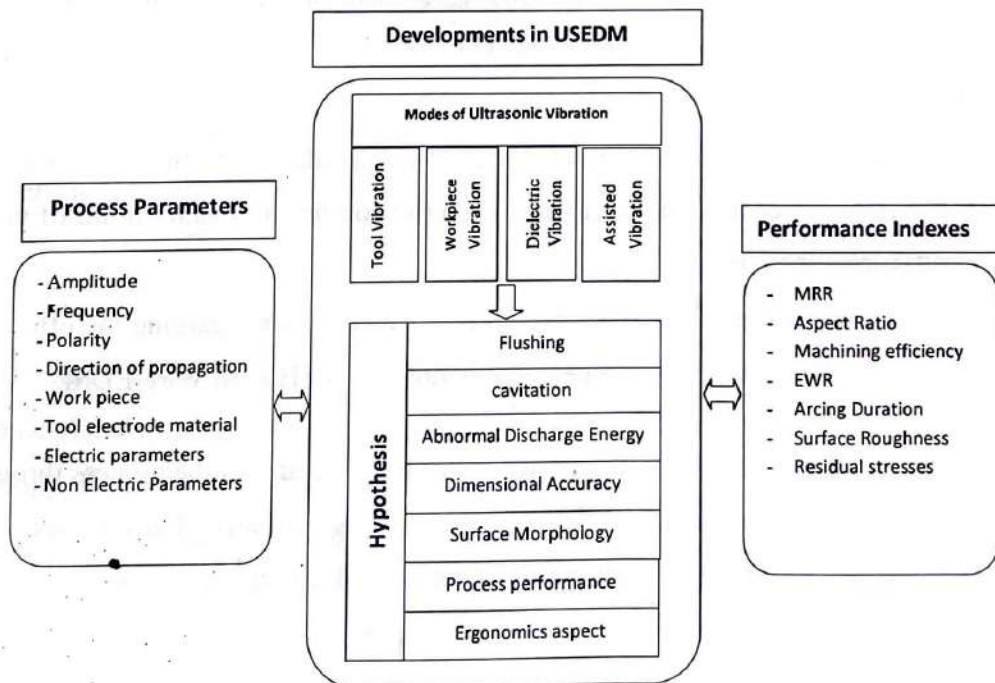 Developments in USEDM
Modes of Ultrasonic Vibration
Tool Vibration
Workpiece
Vibration
Dielectric
Vibration
Assisted
Vibration
Process Parameters
- Amplitude
- Frequency
- Polarity
- Direction of propagation
- Work piece
- Tool electrode material
- Electric parameters
- Non Electric Parameters
Hypothesis
Flushing
cavitation
Abnormal Discharge Energy
Dimensional Accuracy
Surface Morphology
Process performance
Ergonomics aspect
Performance Indexes
- MRR
- Aspect Ratio
- Machining efficiency
- EWR
- Arcing Duration
- Surface Roughness
- Residual stresses